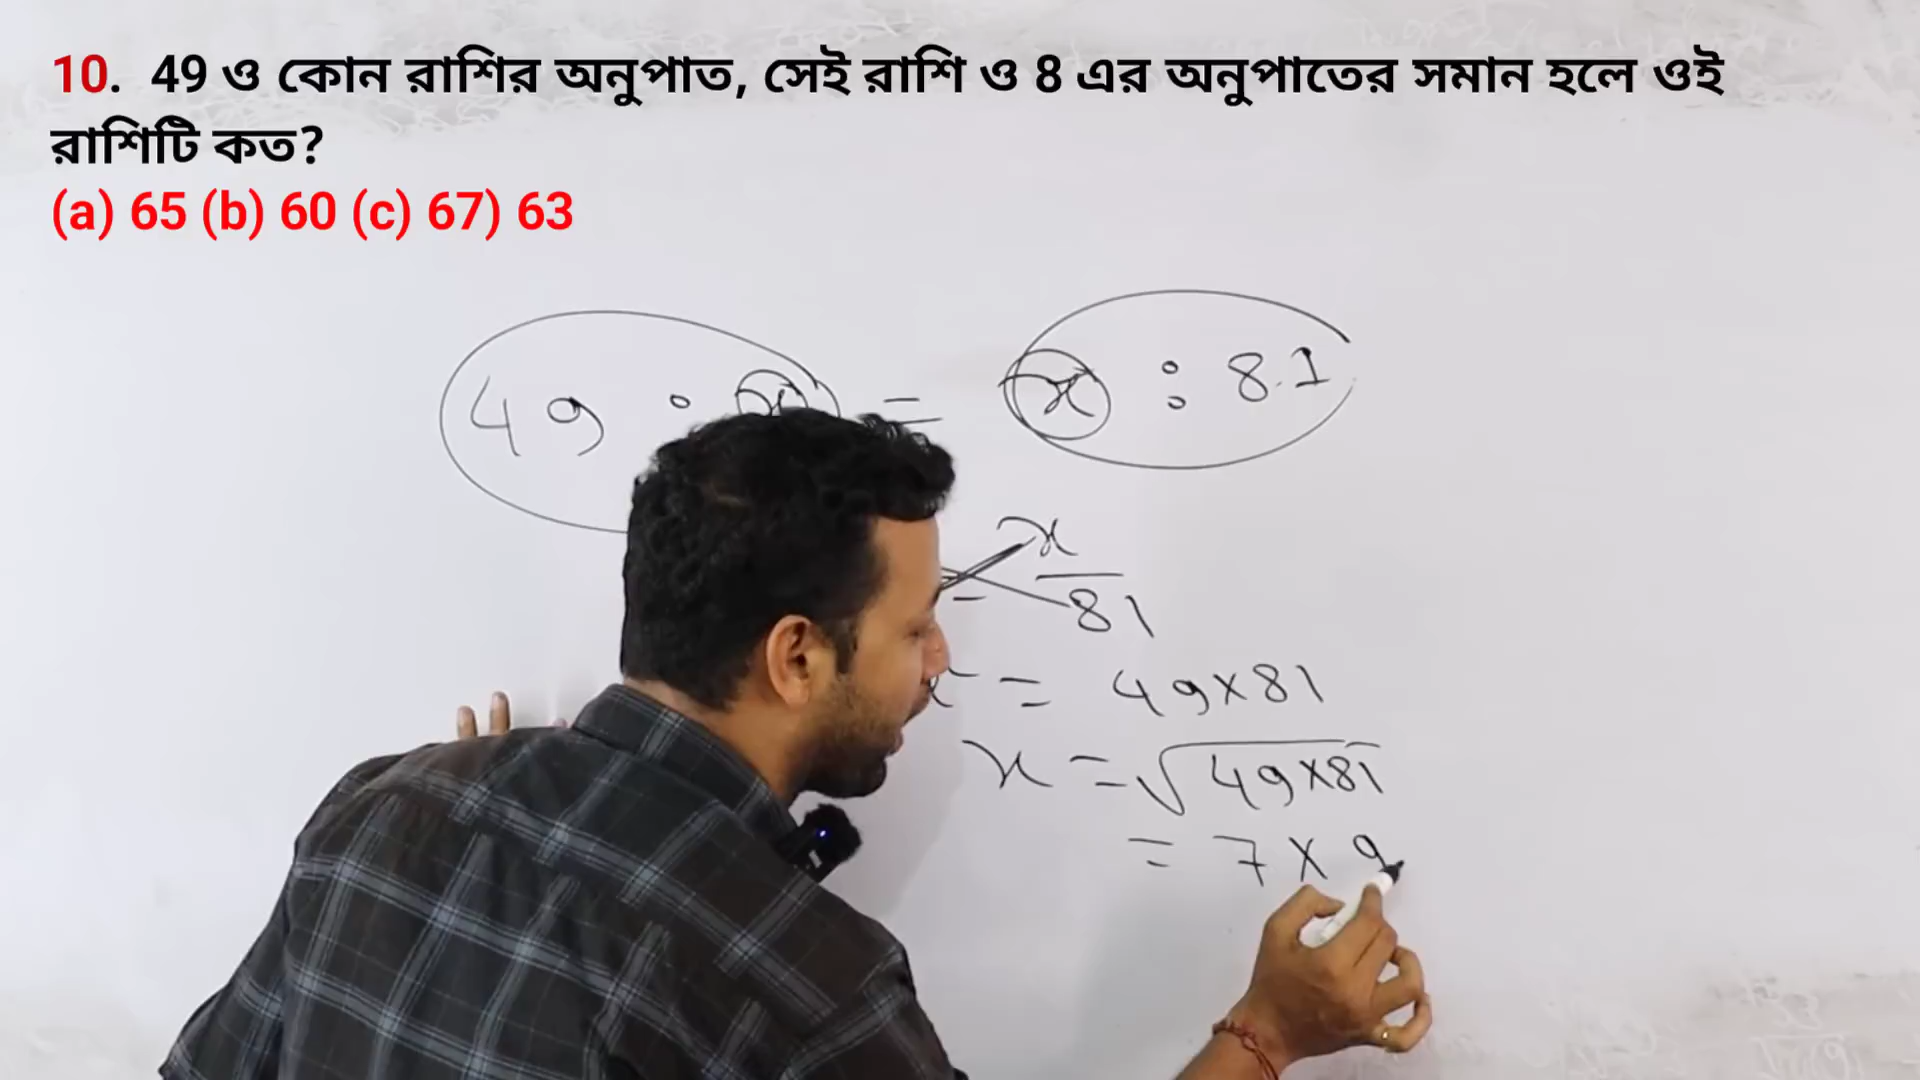 10. 49 ও কোন রাশির অনুপাত, সেই রাশি ও 8 এর অনুপাতের সমান হলে ওই
রাশিটি কত?
(a) 65 (b) 60 (c) 67) 63
49 : x = x : 81
x
= 81
= 49×81
x = √49×81
= 7 × 9